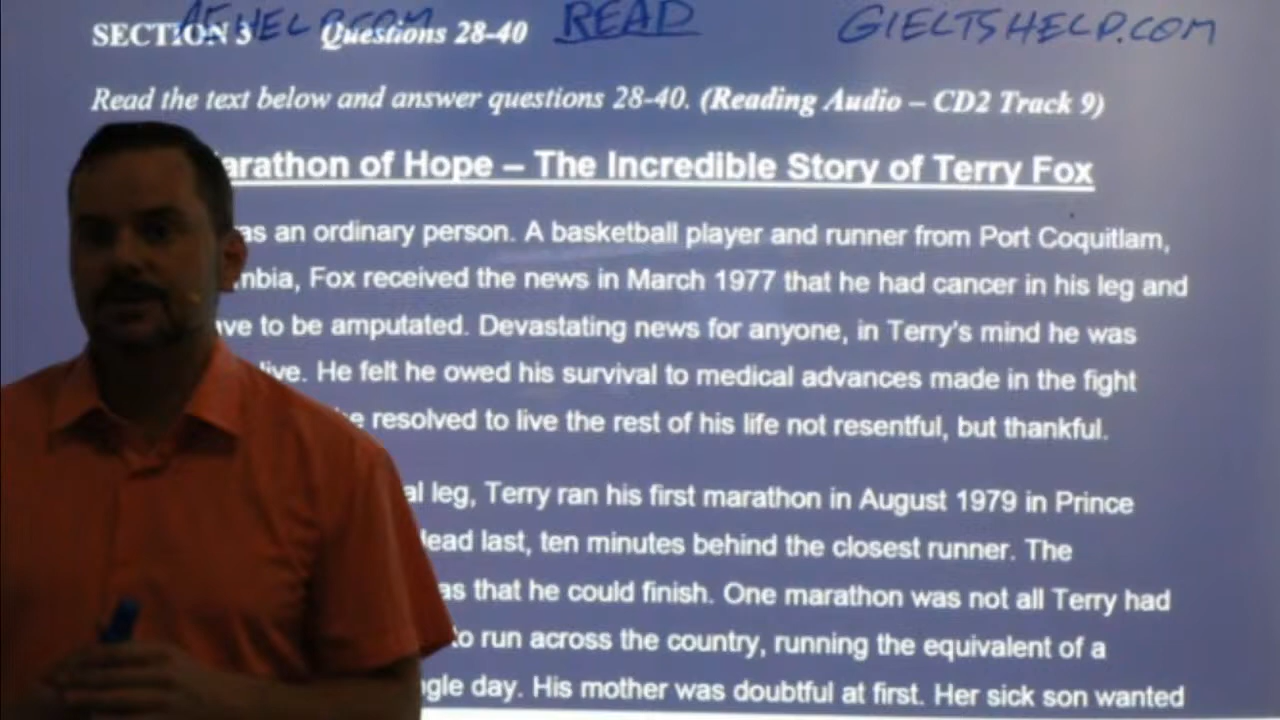 SECTION 3 Questions 28-40 READ GIELTSHELP.COM
AEHELP.COM
Read the text below and answer questions 28-40. (Reading Audio – CD2 Track 9)
arathon of Hope – The Incredible Story of Terry Fox
as an ordinary person. A basketball player and runner from Port Coquitlam,
mbia, Fox received the news in March 1977 that he had cancer in his leg and
ve to be amputated. Devastating news for anyone, in Terry's mind he was
live. He felt he owed his survival to medical advances made in the fight
e resolved to live the rest of his life not resentful, but thankful.
al leg, Terry ran his first marathon in August 1979 in Prince
lead last, ten minutes behind the closest runner. The
as that he could finish. One marathon was not all Terry had
to run across the country, running the equivalent of a
ngle day. His mother was doubtful at first. Her sick son wanted